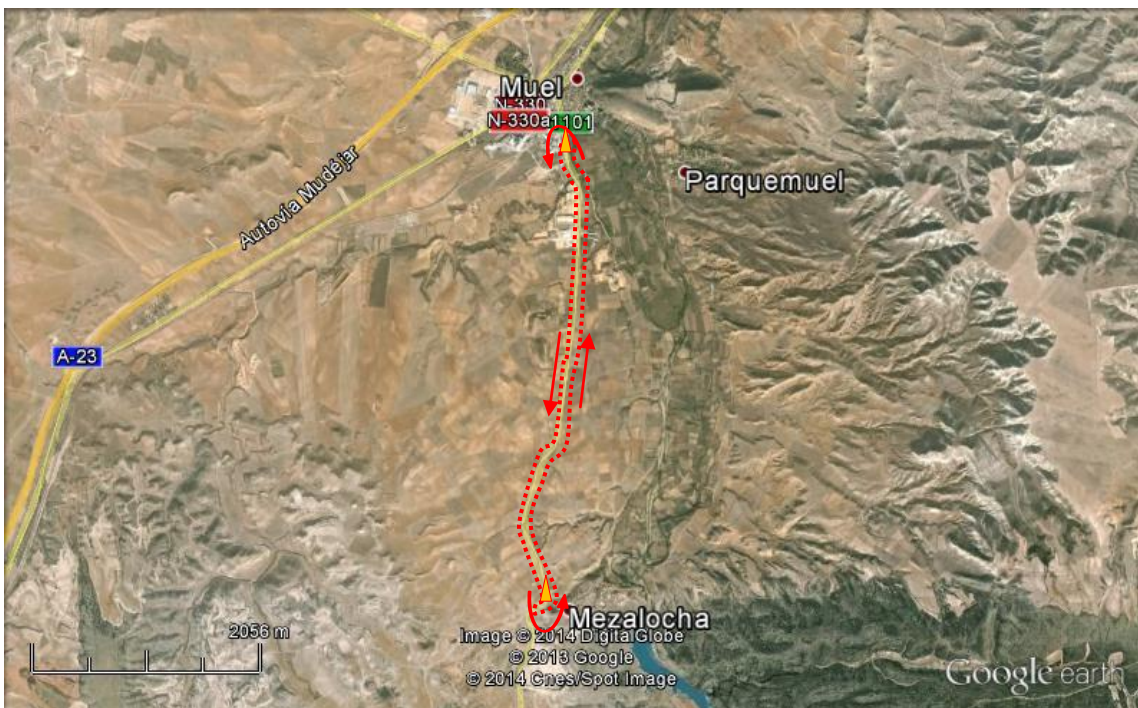 Muel
N-330
N-330a
1101
Parquemuel
Autovía Mudéjar
A-23
Mezalocha
2056 m
Image © 2014 DigitalGlobe
© 2013 Google
© 2014 Cnes/Spot Image
Google earth